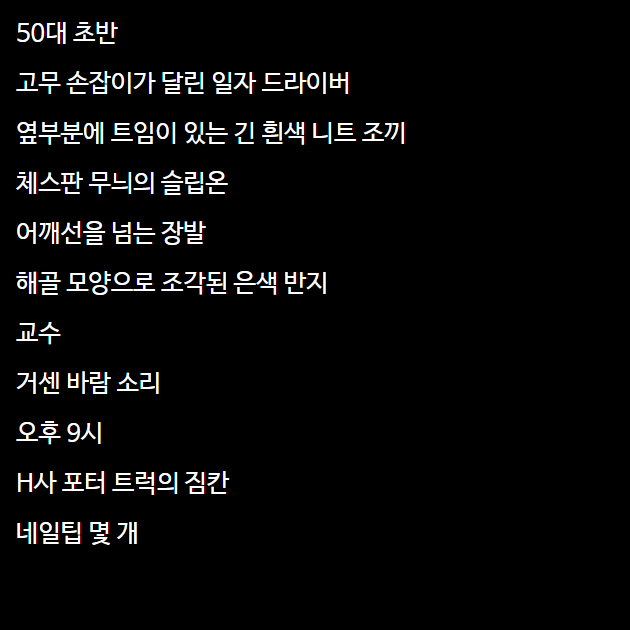 50대 초반
고무 손잡이가 달린 일자 드라이버
옆부분에 트임이 있는 긴 흰색 니트 조끼
체스판 무늬의 슬립온
어깨선을 넘는 장발
해골 모양으로 조각된 은색 반지
교수
거센 바람 소리
오후 9시
H사 포터 트럭의 짐칸
네일팁 몇 개